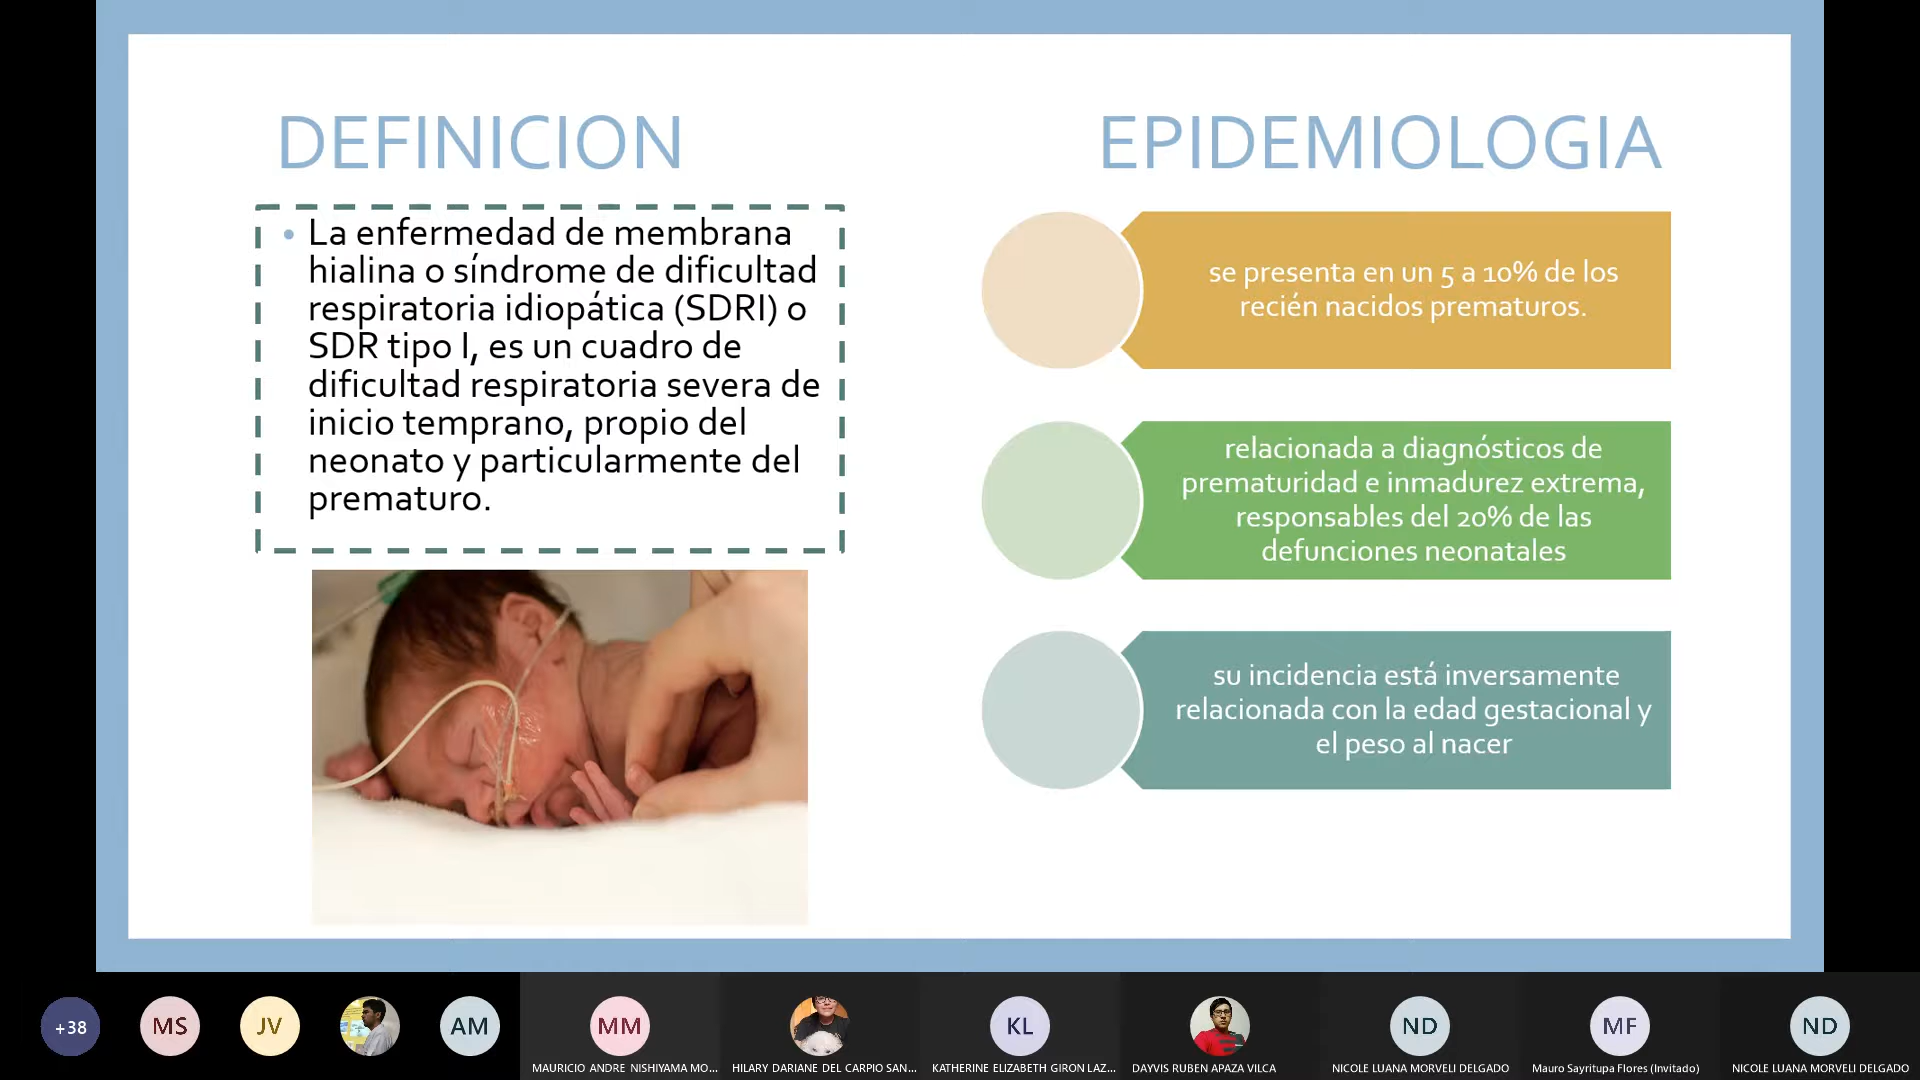 DEFINICION
• La enfermedad de membrana
hialina o síndrome de dificultad
respiratoria idiopática (SDRI) o
SDR tipo I, es un cuadro de
dificultad respiratoria severa de
inicio temprano, propio del
neonato y particularmente del
prematuro.
EPIDEMIOLOGIA
se presenta en un 5 a 10% de los
recién nacidos prematuros.
relacionada a diagnósticos de
prematuridad e inmadurez extrema,
responsables del 20% de las
defunciones neonatales
su incidencia está inversamente
relacionada con la edad gestacional y
el peso al nacer
+38
MS
JV
AM
MM
MAURICIO ANDRE NISHIYAMA MO...
HILARY DARIANE DEL CARPIO SAN...
KL
KATHERINE ELIZABETH GIRON LAZ...
DAYVIS RUBEN APAZA VILCA
ND
NICOLE LUANA MORVELI DELGADO
MF
Mauro Sayritupa Flores (Invitado)
ND
NICOLE LUANA MORVELI DELGADO